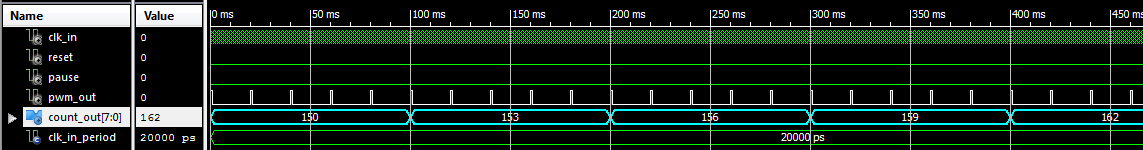 Name Value 0 ms 50 ms 100 ms 150 ms 200 ms 250 ms 300 ms 350 ms 400 ms 450 ms
clk_in 0
reset 0
pause 0
pwm_out 0
count_out[7:0] 162 150 153 156 159 162
clk_in_period 20000 ps 20000 ps